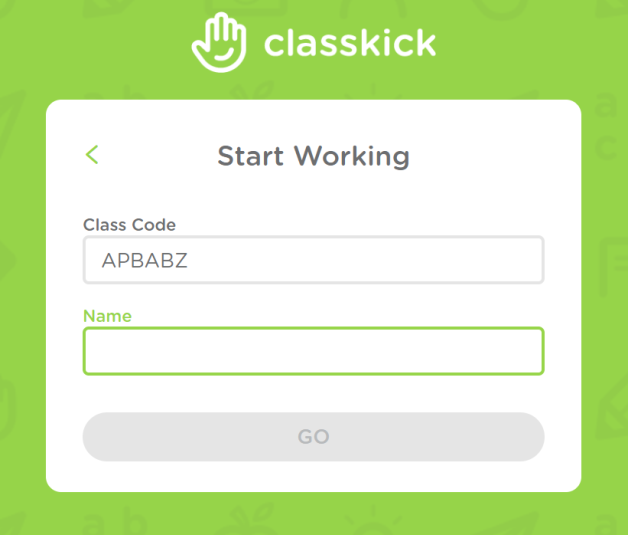 classkick
Start Working
Class Code
APBABZ
Name
GO